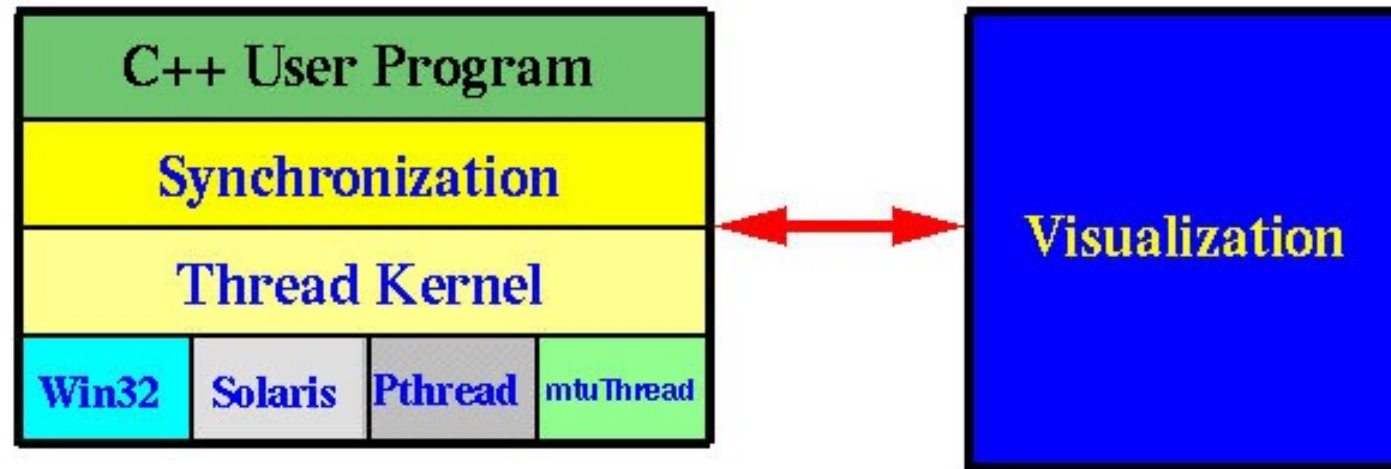 C++ User Program
Synchronization
Thread Kernel
Win32 Solaris Pthread mtuThread
Visualization